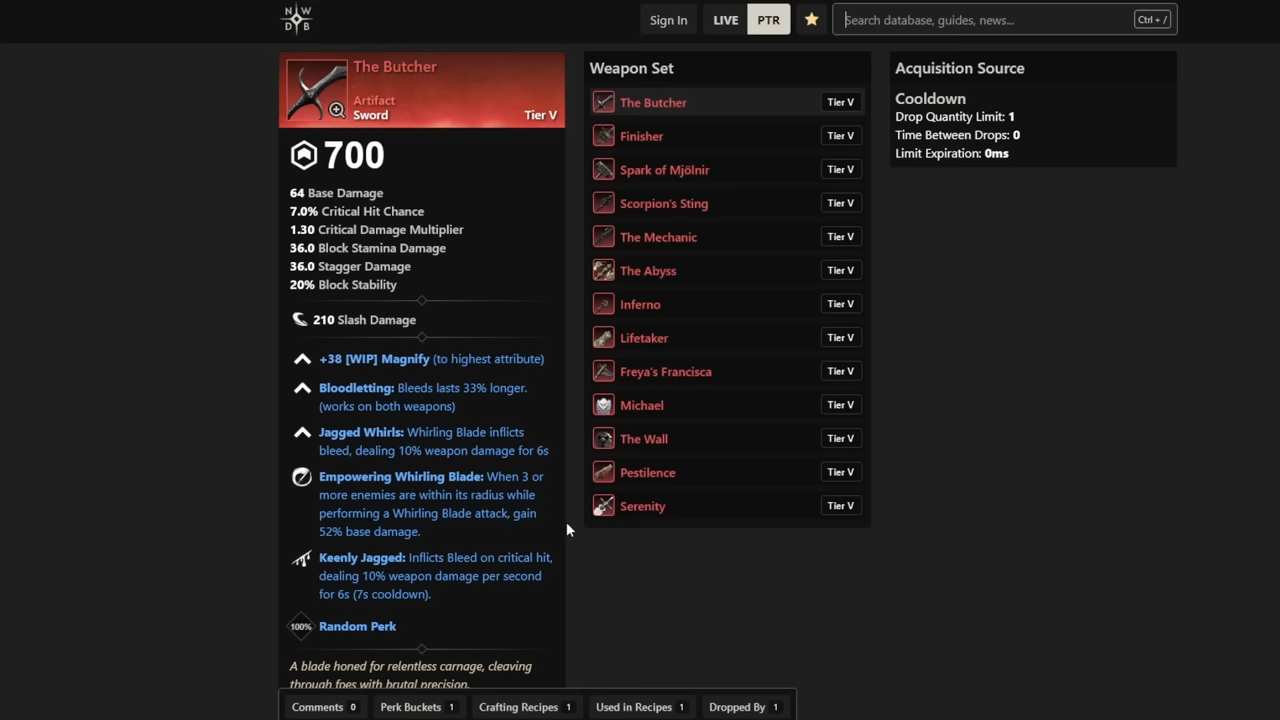 NW
DB
Sign In
LIVE
PTR
Search database, guides, news...
Ctrl + /
The Butcher
Artifact
Sword
Tier V
700
64 Base Damage
7.0% Critical Hit Chance
1.30 Critical Damage Multiplier
36.0 Block Stamina Damage
36.0 Stagger Damage
20% Block Stability
210 Slash Damage
+38 [WIP] Magnify (to highest attribute)
Bloodletting: Bleeds lasts 33% longer.
(works on both weapons)
Jagged Whirls: Whirling Blade inflicts
bleed, dealing 10% weapon damage for 6s
Empowering Whirling Blade: When 3 or
more enemies are within its radius while
performing a Whirling Blade attack, gain
52% base damage.
Keenly Jagged: Inflicts Bleed on critical hit,
dealing 10% weapon damage per second
for 6s (7s cooldown).
100% Random Perk
A blade honed for relentless carnage, cleaving
through foes with brutal precision.
Weapon Set
The Butcher Tier V
Finisher Tier V
Spark of Mjölnir Tier V
Scorpion's Sting Tier V
The Mechanic Tier V
The Abyss Tier V
Inferno Tier V
Lifetaker Tier V
Freya's Francisca Tier V
Michael Tier V
The Wall Tier V
Pestilence Tier V
Serenity Tier V
Acquisition Source
Cooldown
Drop Quantity Limit: 1
Time Between Drops: 0
Limit Expiration: 0ms
Comments 0
Perk Buckets 1
Crafting Recipes 1
Used in Recipes 1
Dropped By 1